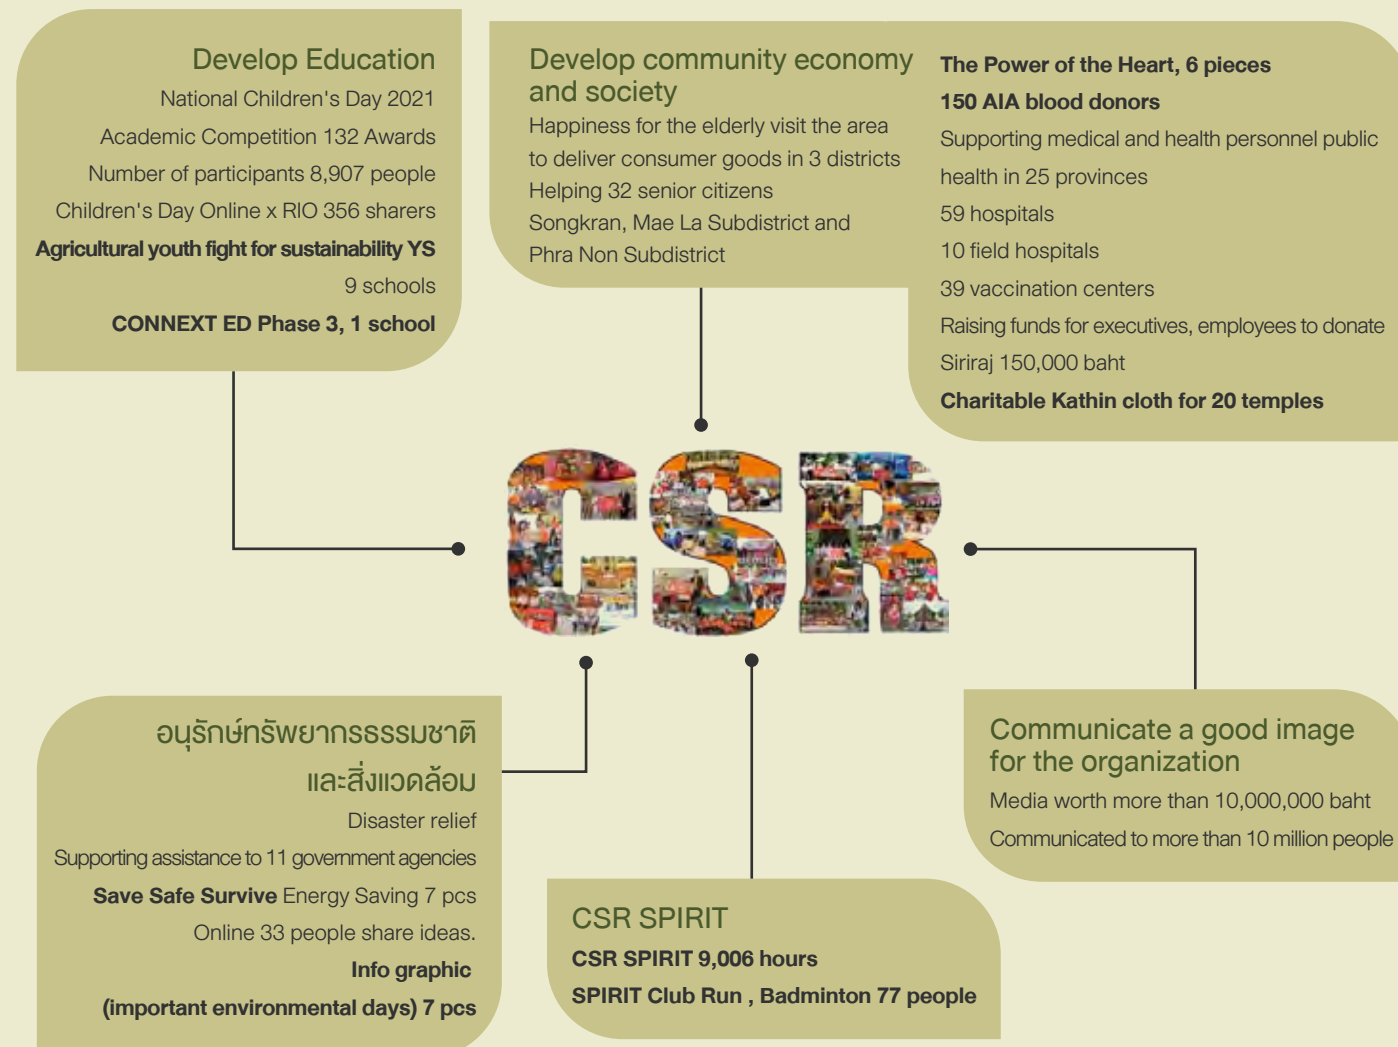 Develop Education
National Children's Day 2021
Academic Competition 132 Awards
Number of participants 8,907 people
Children's Day Online x RIO 356 sharers
Agricultural youth fight for sustainability YS
9 schools
CONNEXT ED Phase 3, 1 school
Develop community economy
and society
Happiness for the elderly visit the area
to deliver consumer goods in 3 districts
Helping 32 senior citizens
Songkran, Mae La Subdistrict and
Phra Non Subdistrict
The Power of the Heart, 6 pieces
150 AIA blood donors
Supporting medical and health personnel public
health in 25 provinces
59 hospitals
10 field hospitals
39 vaccination centers
Raising funds for executives, employees to donate
Siriraj 150,000 baht
Charitable Kathin cloth for 20 temples
CSR
อนุรักษ์ทรัพยากรธรรมชาติ
และสิ่งแวดล้อม
Disaster relief
Supporting assistance to 11 government agencies
Save Safe Survive Energy Saving 7 pcs
Online 33 people share ideas.
Info graphic
(important environmental days) 7 pcs
CSR SPIRIT
CSR SPIRIT 9,006 hours
SPIRIT Club Run , Badminton 77 people
Communicate a good image
for the organization
Media worth more than 10,000,000 baht
Communicated to more than 10 million people